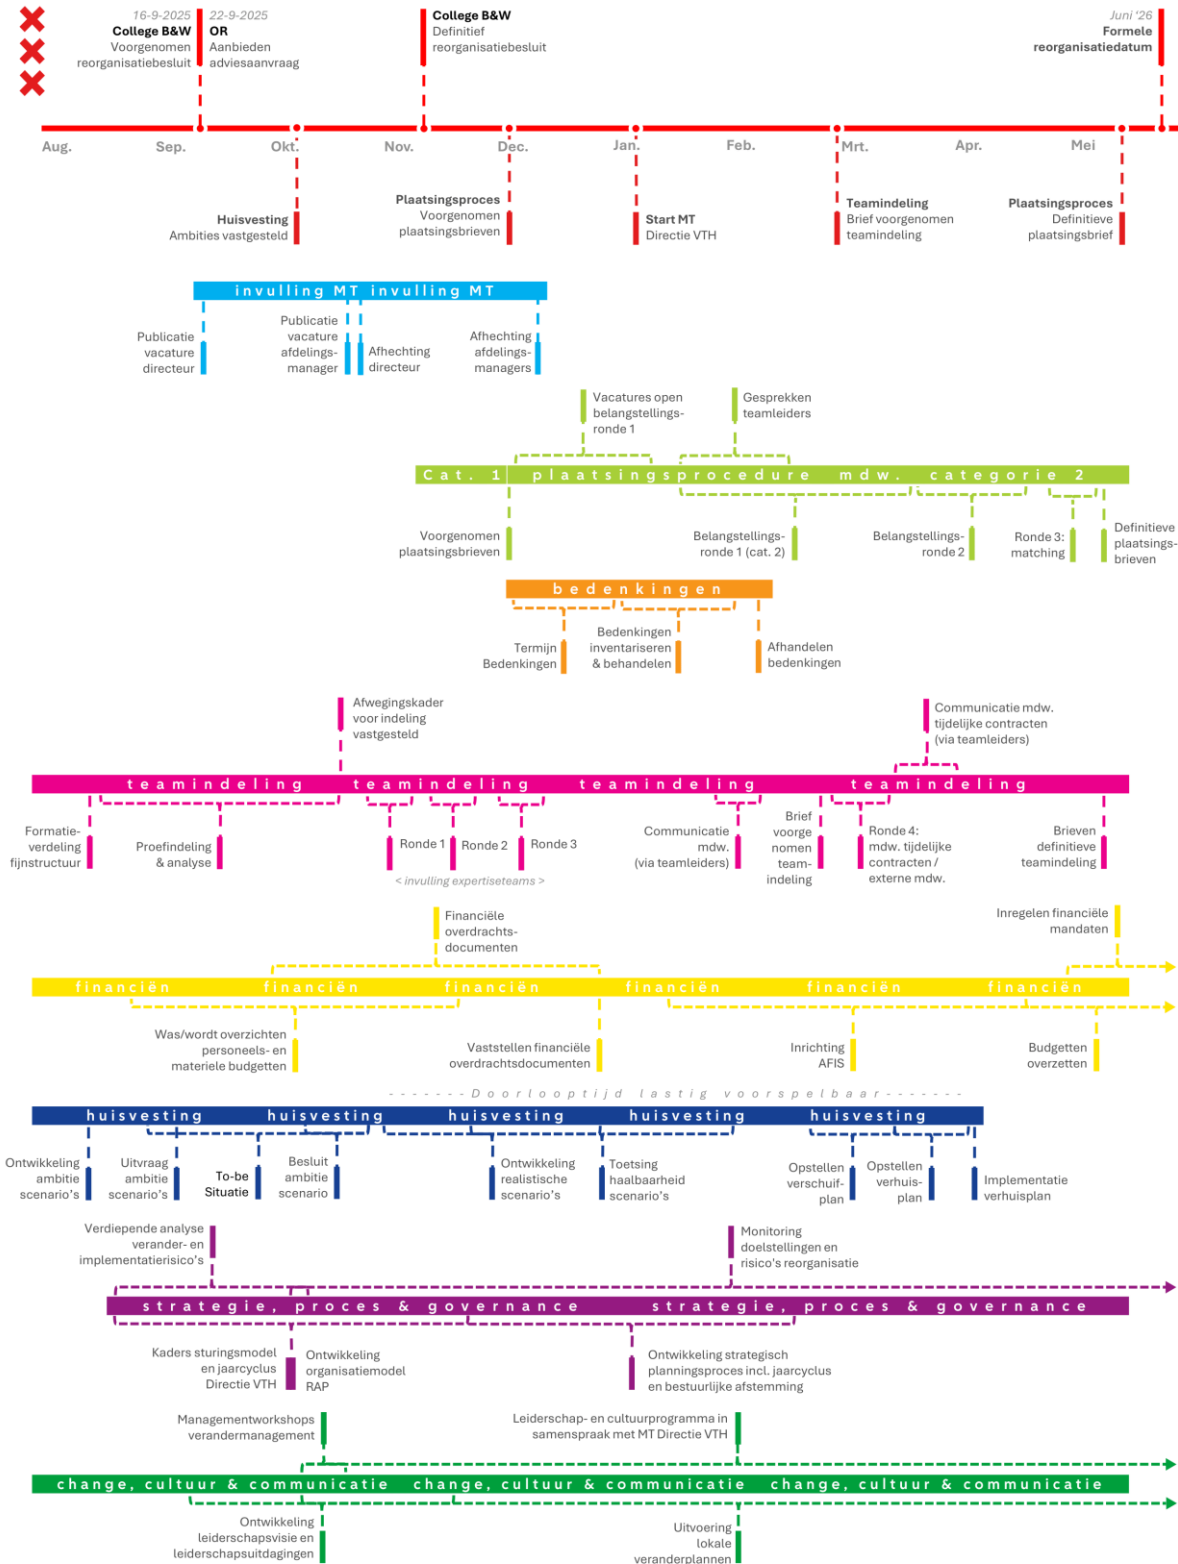 16-9-2025
College B&W
Voorgenomen
reorganisatiebesluit
22-9-2025
OR
Aanbieden
adviesaanvraag
College B&W
Definitief
reorganisatiebesluit
Juni ‘26
Formele
reorganisatiedatum
Aug.
Sep.
Okt.
Nov.
Dec.
Jan.
Feb.
Mrt.
Apr.
Mei
Huisvesting
Ambities vastgesteld
Plaatsingsproces
Voorgenomen
plaatsingsbrieven
Start MT
Directie VTH
Teamindeling
Brief voorgenomen
teamindeling
Plaatsingsproces
Definitieve
plaatsingsbrief
invulling MT invulling MT
Publicatie
vacature
directeur
Publicatie
vacature
afdelings-
manager
Afhechting
directeur
Afhechting
afdelings-
managers
Vacatures open
belangstellings-
ronde 1
Gesprekken
teamleiders
Cat. 1 plaatsingsprocedure mdw. categorie 2
Voorgenomen
plaatsingsbrieven
Belangstellings-
ronde 1 (cat. 2)
Belangstellings-
ronde 2
Ronde 3:
matching
Definitieve
plaatsings-
brieven
bedenkingen
Termijn
Bedenkingen
Bedenkingen
inventariseren
& behandelen
Afhandelen
bedenkingen
Afwegingskader
voor indeling
vastgesteld
Communicatie mdw.
tijdelijke contracten
(via teamleiders)
teamindeling teamindeling teamindeling teamindeling
Formatie-
verdeling
fijnstructuur
Proefindeling
& analyse
Ronde 1
Ronde 2
Ronde 3
< invulling expertiseteams >
Communicatie
mdw.
(via teamleiders)
Brief
voorge
nomen
team-
indeling
Ronde 4:
mdw. tijdelijke
contracten /
externe mdw.
Brieven
definitieve
teamindeling
Financiële
overdrachts-
documenten
Inregelen financiële
mandaten
financiën financiën financiën financiën financiën financiën
Was/wordt overzichten
personeels- en
materiele budgetten
Vaststellen financiële
overdrachtsdocumenten
Inrichting
AFIS
Budgetten
overzetten
-------Doorlooptijd lastig voorspelbaar-------
huisvesting huisvesting huisvesting huisvesting huisvesting
Ontwikkeling
ambitie
scenario's
Uitvraag
ambitie
scenario's
To-be
Situatie
Besluit
ambitie
scenario
Ontwikkeling
realistische
scenario's
Toetsing
haalbaarheid
scenario's
Opstellen
verschuif-
plan
Opstellen
verhuis-
plan
Implementatie
verhuisplan
Verdiepende analyse
verander- en
implementatierisico's
Monitoring
doelstellingen en
risico's reorganisatie
strategie, proces & governance strategie, proces & governance
Kaders sturingsmodel
en jaarcyclus
Directie VTH
Ontwikkeling
organisatiemodel
RAP
Ontwikkeling strategisch
planningsproces incl. jaarcyclus
en bestuurlijke afstemming
Managementworkshops
verandermanagement
Leiderschap- en cultuurprogramma in
samenspraak met MT Directie VTH
change, cultuur & communicatie change, cultuur & communicatie change, cultuur & communicatie
Ontwikkeling
leiderschapsvisie en
leiderschapsuitdagingen
Uitvoering
lokale
veranderplannen